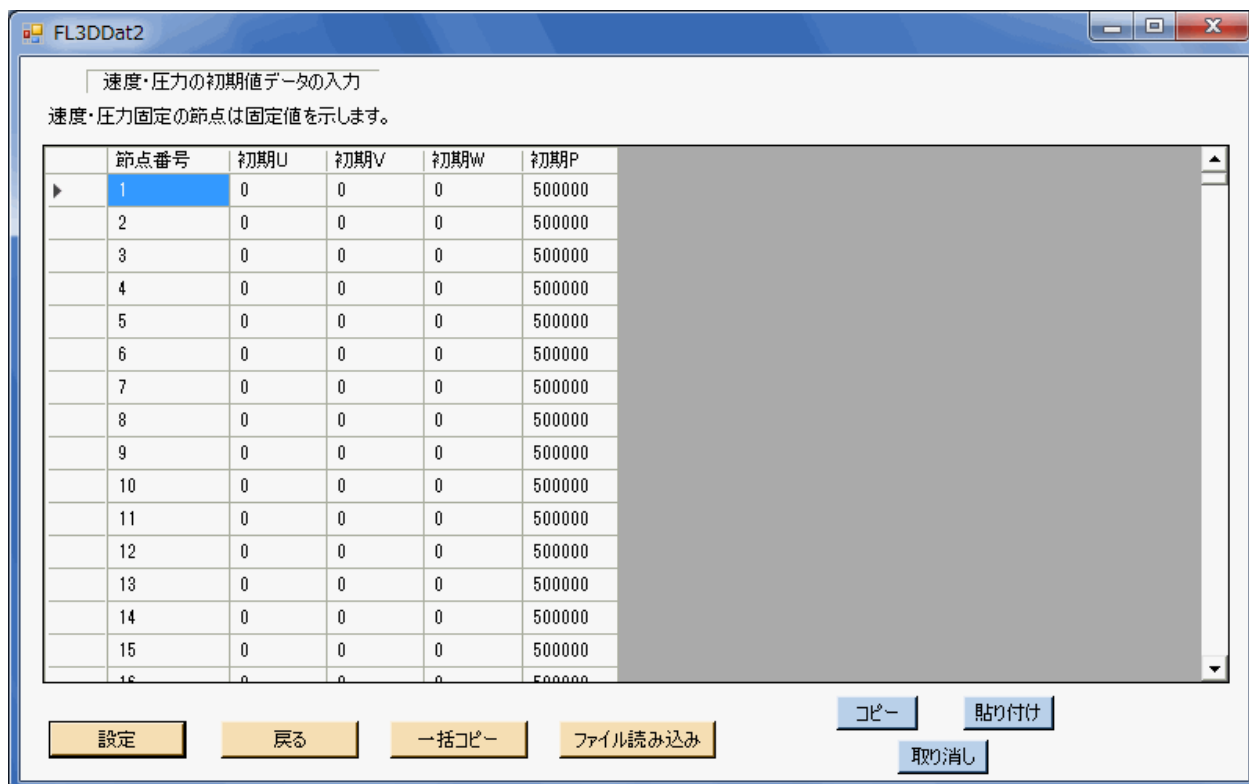 FL3DDat2
速度・圧力の初期値データの入力
速度・圧力固定の節点は固定値を示します。
節点番号 初期U 初期V 初期W 初期P
1 0 0 0 500000
2 0 0 0 500000
3 0 0 0 500000
4 0 0 0 500000
5 0 0 0 500000
6 0 0 0 500000
7 0 0 0 500000
8 0 0 0 500000
9 0 0 0 500000
10 0 0 0 500000
11 0 0 0 500000
12 0 0 0 500000
13 0 0 0 500000
14 0 0 0 500000
15 0 0 0 500000
16 0 0 0 500000
コピー 貼り付け
設定 戻る 一括コピー ファイル読み込み
取り消し